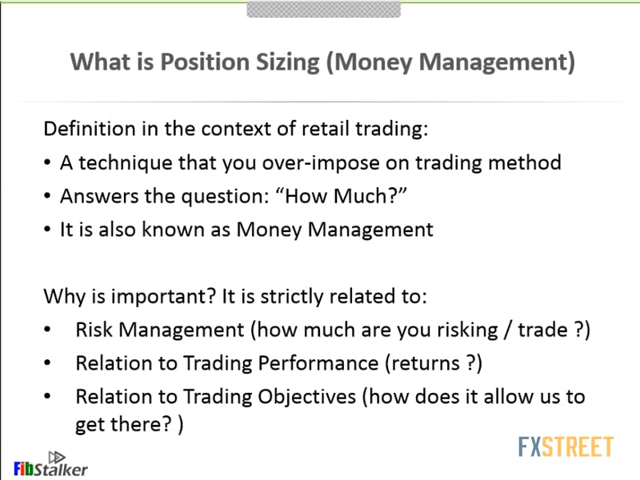 What is Position Sizing (Money Management)
Definition in the context of retail trading:
• A technique that you over-impose on trading method
• Answers the question: “How Much?”
• It is also known as Money Management
Why is important? It is strictly related to:
• Risk Management (how much are you risking / trade ?)
• Relation to Trading Performance (returns ?)
• Relation to Trading Objectives (how does it allow us to
get there? )
FXSTREET
FibStalker